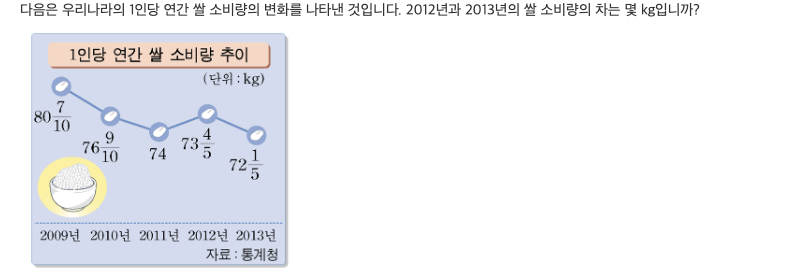 다음은 우리나라의 1인당 연간 쌀 소비량의 변화를 나타낸 것입니다. 2012년과 2013년의 쌀 소비량의 차는 몇 kg입니까?
1인당 연간 쌀 소비량 추이
(단위 : kg)
80 7/10
76 9/10
74
73 4/5
72 1/5
2009년 2010년 2011년 2012년 2013년
자료 : 통계청